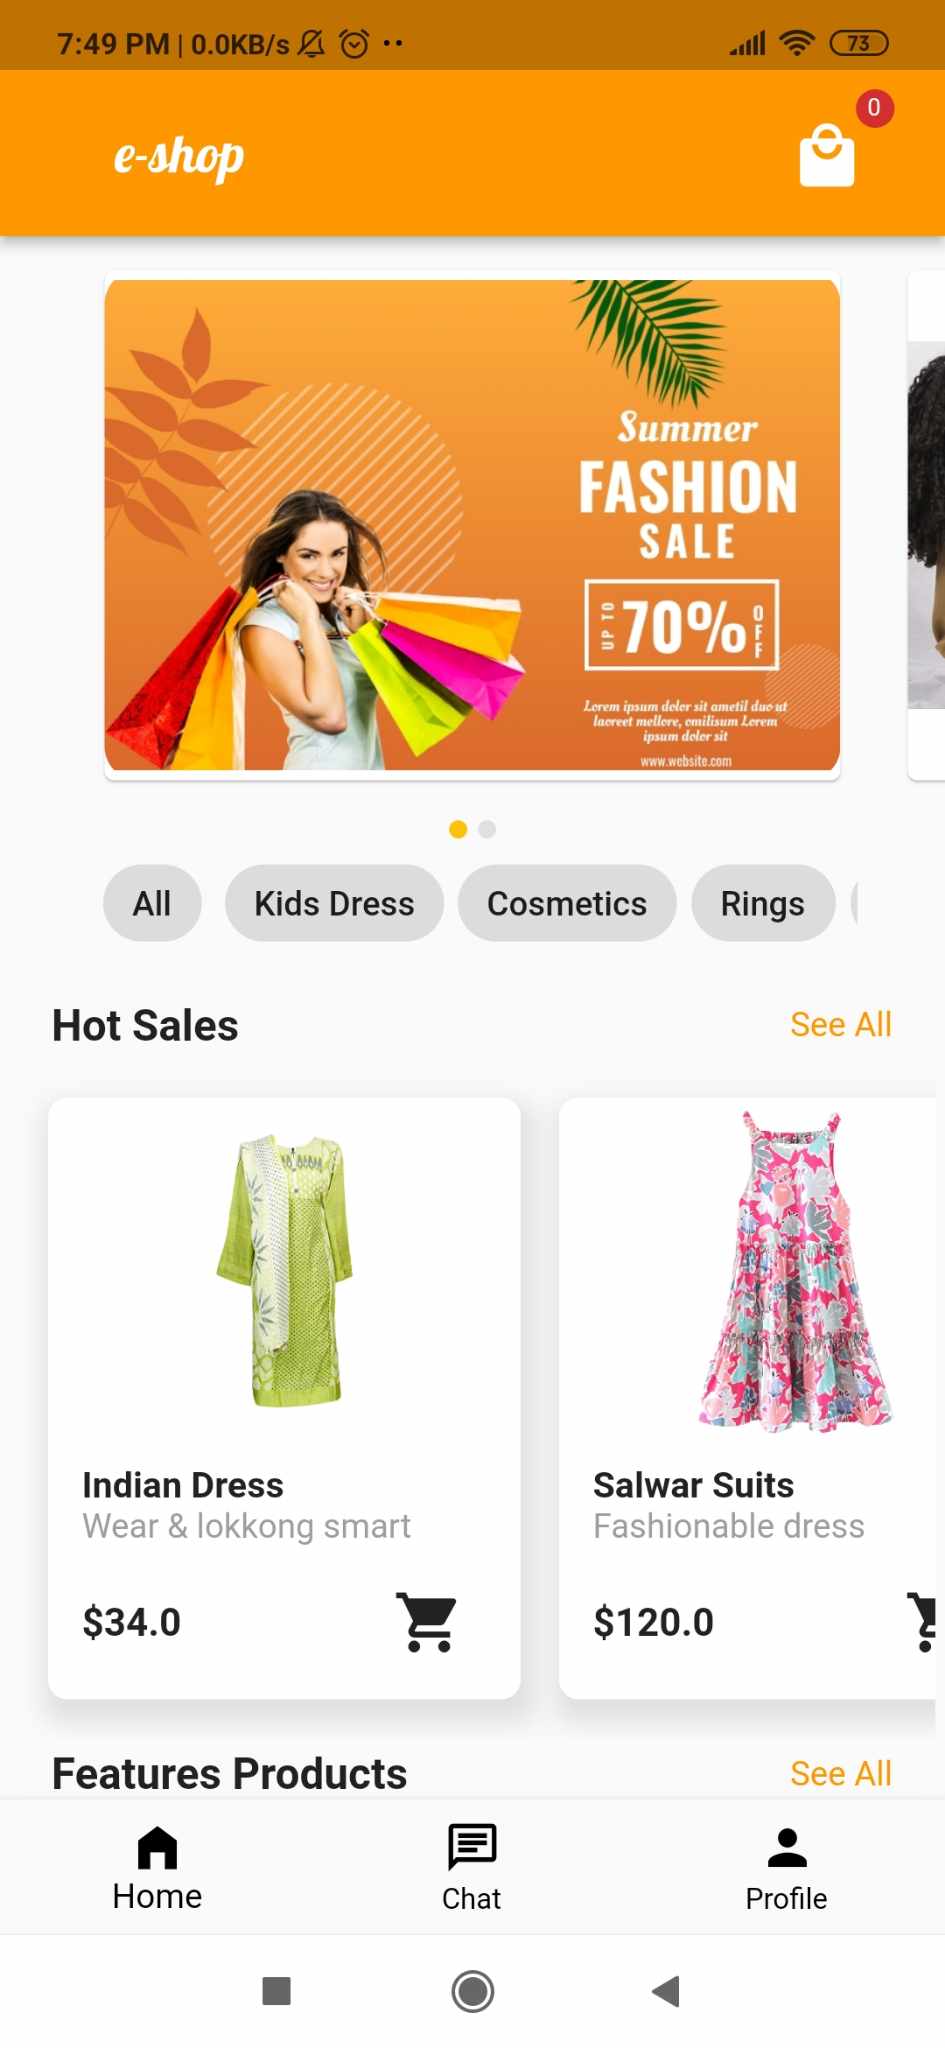 7:49 PM | 0.0KB/s
73
0
e-shop
Summer
FASHION
SALE
UP TO 70% OFF
Lorem ipsum dolor sit ametil duo ut
laoreet mellore, omilisum Lorem
ipsum dolor sit
www.website.com
All
Kids Dress
Cosmetics
Rings
Hot Sales
See All
Indian Dress
Wear & lokkong smart
$34.0
Salwar Suits
Fashionable dress
$120.0
Features Products
See All
Home
Chat
Profile